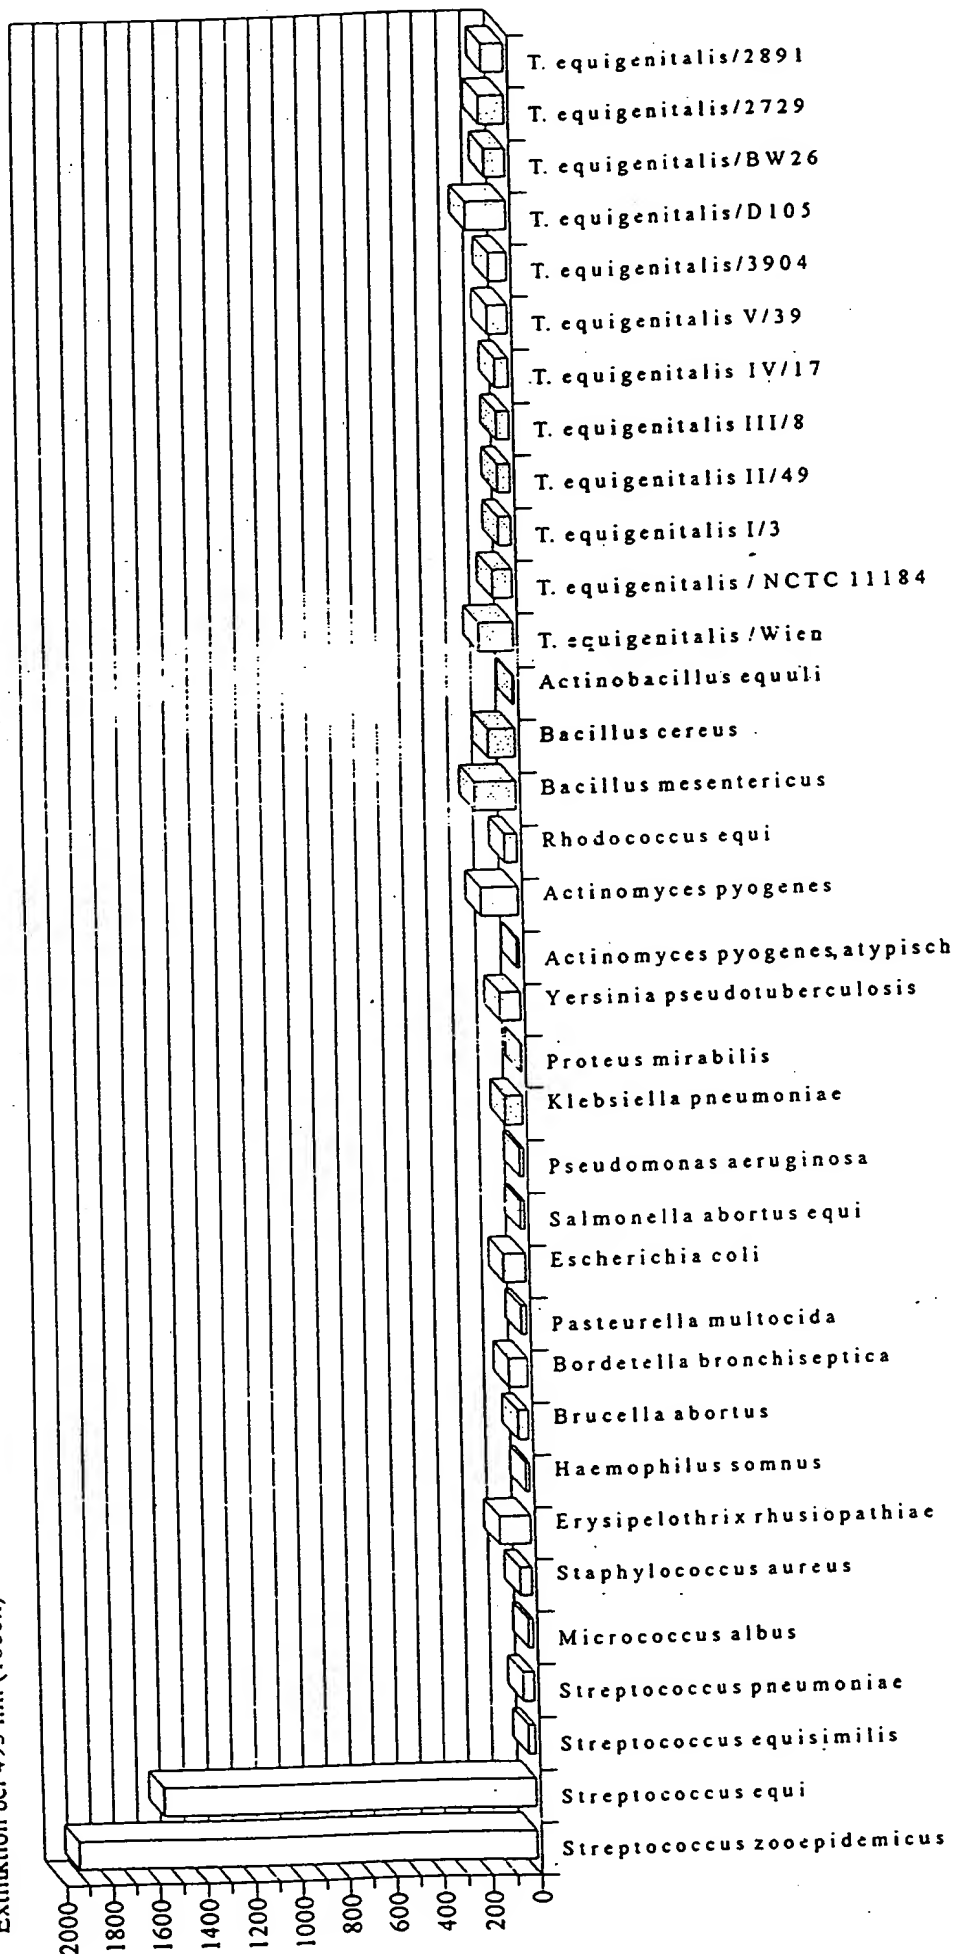 T. equigenitalis/2891
T. equigenitalis/2729
T. equigenitalis/BW26
T. equigenitalis/D105
T. equigenitalis/3904
T. equigenitalis V/39
T. equigenitalis IV/17
T. equigenitalis III/8
T. equigenitalis II/49
T. equigenitalis I/3
T. equigenitalis / NCTC 11184
T. equigenitalis /Wien
Actinobacillus equuli
Bacillus cereus
Bacillus mesentericus
Rhodococcus equi
Actinomyces pyogenes
Actinomyces pyogenes, atypisch
Yersinia pseudotuberculosis
Proteus mirabilis
Klebsiella pneumoniae
Pseudomonas aeruginosa
Salmonella abortus equi
Escherichia coli
Pasteurella multocida
Bordetella bronchiseptica
Brucella abortus
Haemophilus somnus
Erysipelothrix rhusiopathiae
Staphylococcus aureus
Micrococcus albus
Streptococcus pneumoniae
Streptococcus equisimilis
Streptococcus equi
Streptococcus zooepidemicus
2000
1800
1600
1400
1200
1000
800
600
400
200
0